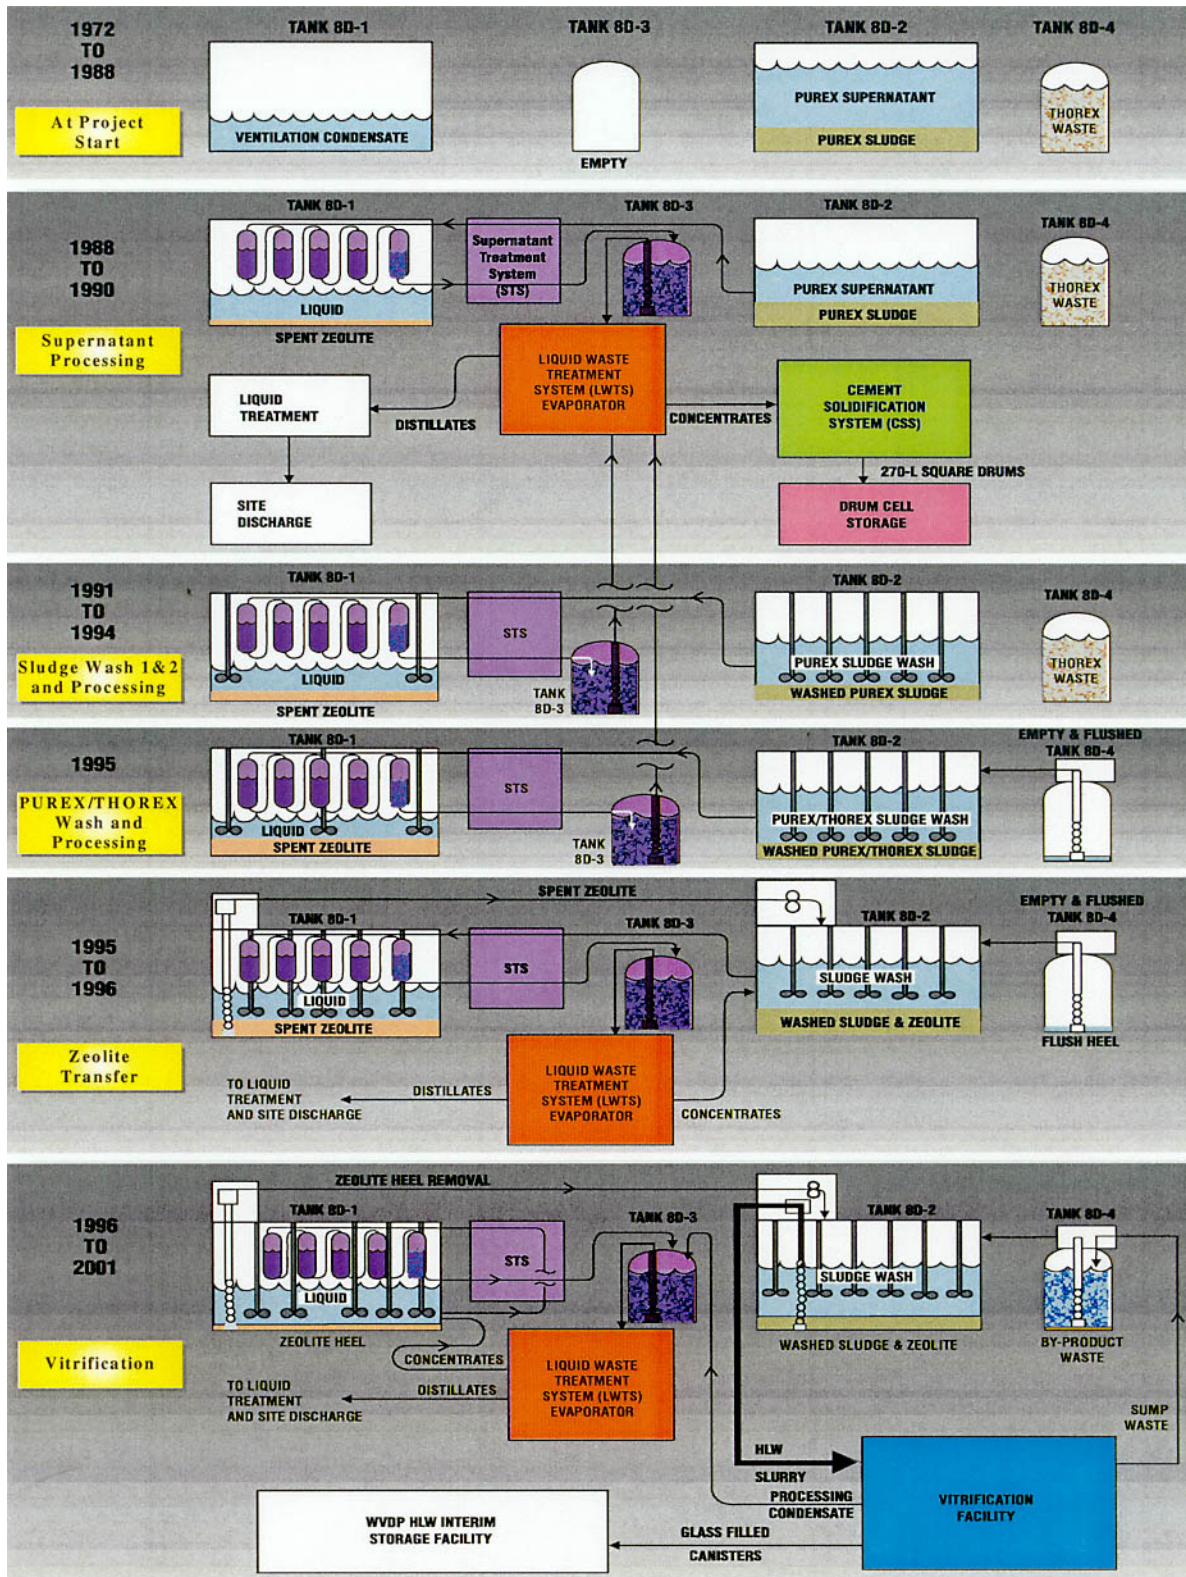 1972
TO
1988
At Project
Start
TANK 8D-1
TANK 8D-3
TANK 8D-2
TANK 8D-4
VENTILATION CONDENSATE
EMPTY
PUREX SUPERNATANT
PUREX SLUDGE
THOREX
WASTE
1988
TO
1990
Supernatant
Processing
TANK 8D-1
TANK 8D-3
TANK 8D-2
TANK 8D-4
Supernatant
Treatment
System
(STS)
LIQUID
SPENT ZEOLITE
PUREX SUPERNATANT
PUREX SLUDGE
THOREX
WASTE
LIQUID WASTE
TREATMENT
SYSTEM (LWTS)
EVAPORATOR
LIQUID
TREATMENT
DISTILLATES
CONCENTRATES
CEMENT
SOLIDIFICATION
SYSTEM (CSS)
270-L SQUARE DRUMS
SITE
DISCHARGE
DRUM CELL
STORAGE
1991
TO
1994
Sludge Wash 1&2
and Processing
TANK 8D-1
STS
LIQUID
SPENT ZEOLITE
TANK
8D-3
TANK 8D-2
PUREX SLUDGE WASH
WASHED PUREX SLUDGE
TANK 8D-4
THOREX
WASTE
1995
PUREX/THOREX
Wash and
Processing
TANK 8D-1
STS
LIQUID
SPENT ZEOLITE
TANK
8D-3
TANK 8D-2
PUREX/THOREX SLUDGE WASH
WASHED PUREX/THOREX SLUDGE
EMPTY & FLUSHED
TANK 8D-4
1995
TO
1996
Zeolite
Transfer
SPENT ZEOLITE
TANK 8D-1
STS
TANK 8D-3
TANK 8D-2
EMPTY & FLUSHED
TANK 8D-4
LIQUID
SPENT ZEOLITE
SLUDGE WASH
WASHED SLUDGE & ZEOLITE
FLUSH HEEL
TO LIQUID
TREATMENT
AND SITE DISCHARGE
DISTILLATES
LIQUID WASTE
TREATMENT
SYSTEM (LWTS)
EVAPORATOR
CONCENTRATES
1996
TO
2001
Vitrification
ZEOLITE HEEL REMOVAL
TANK 8D-1
STS
TANK 8D-3
TANK 8D-2
TANK 8D-4
LIQUID
ZEOLITE HEEL
SLUDGE WASH
WASHED SLUDGE & ZEOLITE
BY-PRODUCT
WASTE
CONCENTRATES
LIQUID WASTE
TREATMENT
SYSTEM (LWTS)
EVAPORATOR
TO LIQUID
TREATMENT
AND SITE DISCHARGE
DISTILLATES
SUMP
WASTE
HLW
SLURRY
PROCESSING
CONDENSATE
VITRIFICATION
FACILITY
WVDP HLW INTERIM
STORAGE FACILITY
GLASS FILLED
CANISTERS